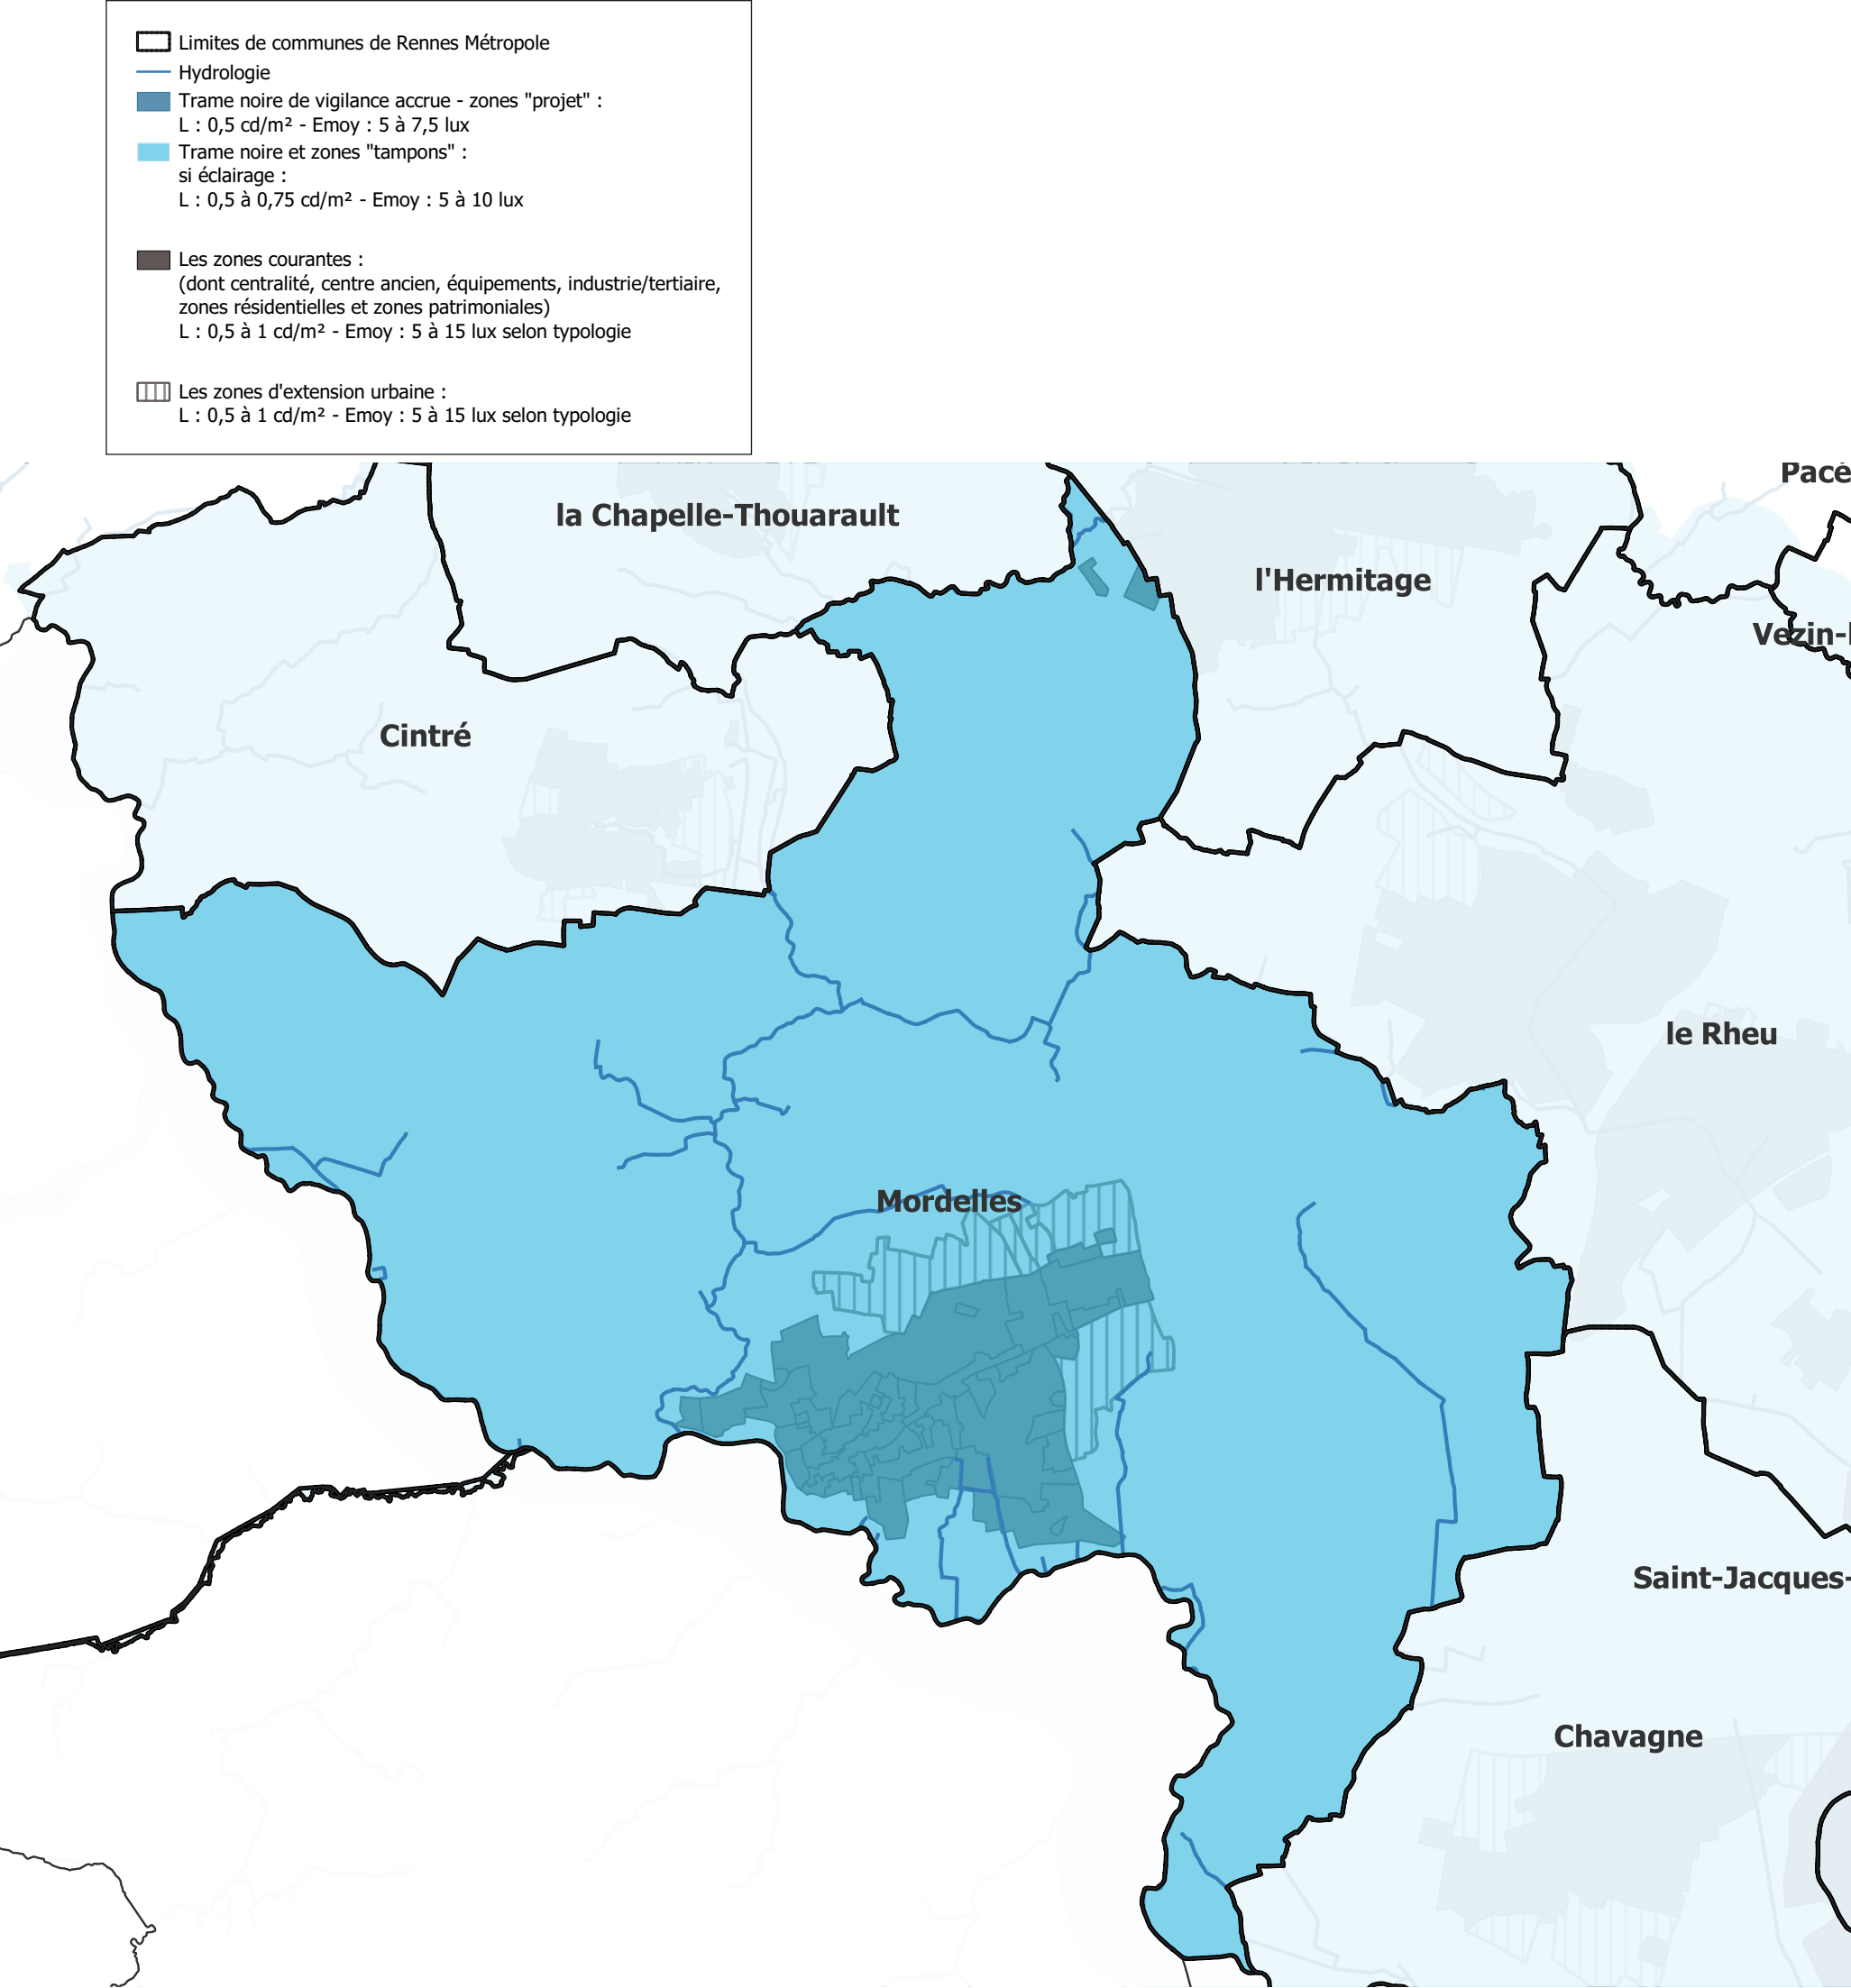 Limites de communes de Rennes Métropole
Hydrologie
Trame noire de vigilance accrue - zones "projet" :
L : 0,5 cd/m² - Emoy : 5 à 7,5 lux
Trame noire et zones "tampons" :
si éclairage :
L : 0,5 à 0,75 cd/m² - Emoy : 5 à 10 lux
Les zones courantes :
(dont centralité, centre ancien, équipements, industrie/tertiaire,
zones résidentielles et zones patrimoniales)
L : 0,5 à 1 cd/m² - Emoy : 5 à 15 lux selon typologie
Les zones d'extension urbaine :
L : 0,5 à 1 cd/m² - Emoy : 5 à 15 lux selon typologie
Pacé
la Chapelle-Thouarault
l'Hermitage
Vezin-
Cintré
le Rheu
Mordelles
Saint-Jacques-
Chavagne